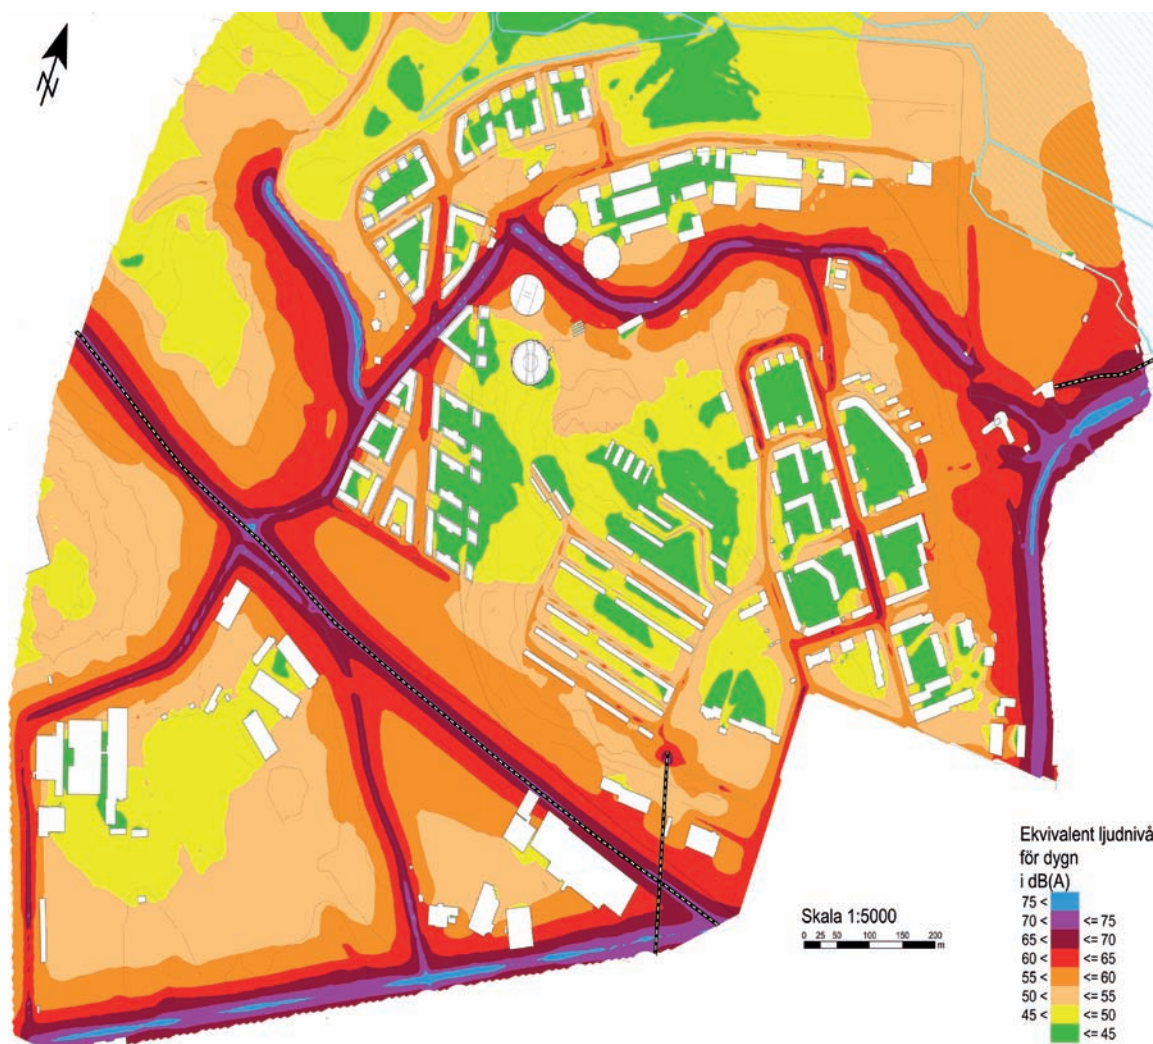 N
Ekvivalent ljudnivå
för dygn
i dB(A)
75 <
70 < <= 75
65 < <= 70
60 < <= 65
55 < <= 60
50 < <= 55
45 < <= 50
<= 45
Skala 1:5000
0 25 50 100 150 200
m